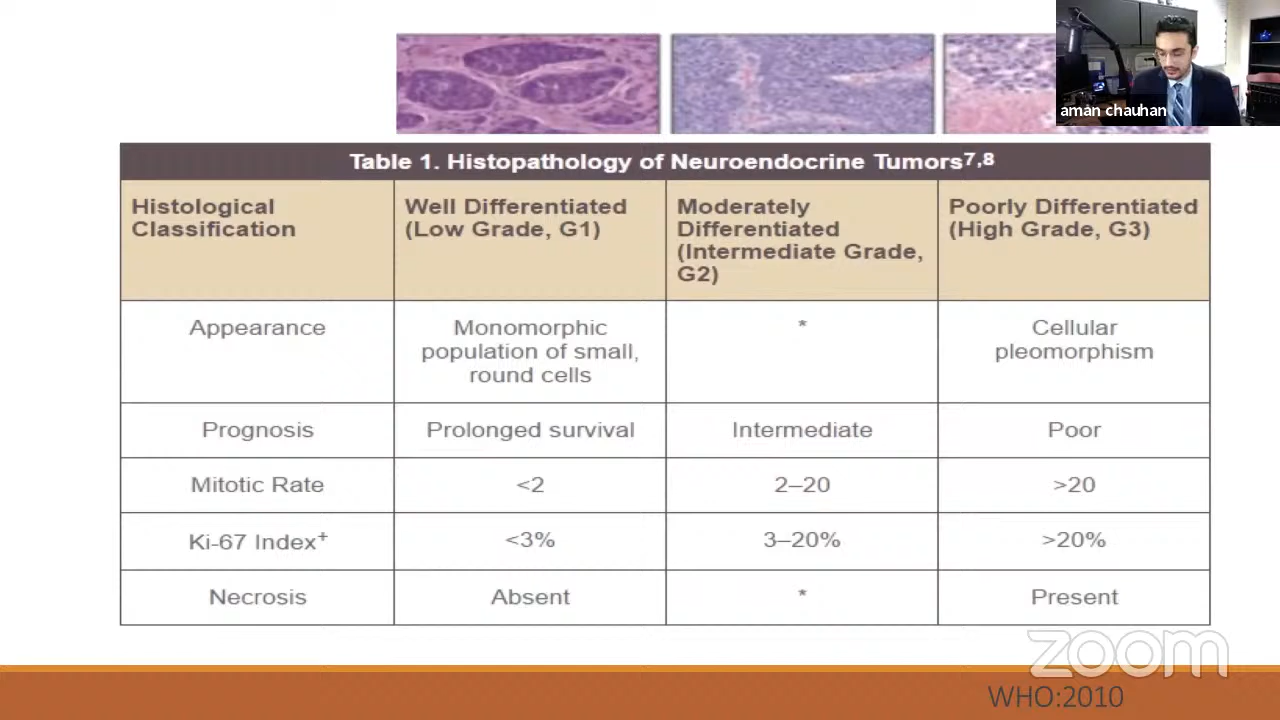 aman chauhan
Table 1. Histopathology of Neuroendocrine Tumors7,8
Histological
Classification
Well Differentiated
(Low Grade, G1)
Moderately
Differentiated
(Intermediate Grade,
G2)
Poorly Differentiated
(High Grade, G3)
Appearance
Monomorphic
population of small,
round cells
*
Cellular
pleomorphism
Prognosis
Prolonged survival
Intermediate
Poor
Mitotic Rate
<2
2–20
>20
Ki-67 Index+
<3%
3–20%
>20%
Necrosis
Absent
*
Present
zoom
WHO:2010